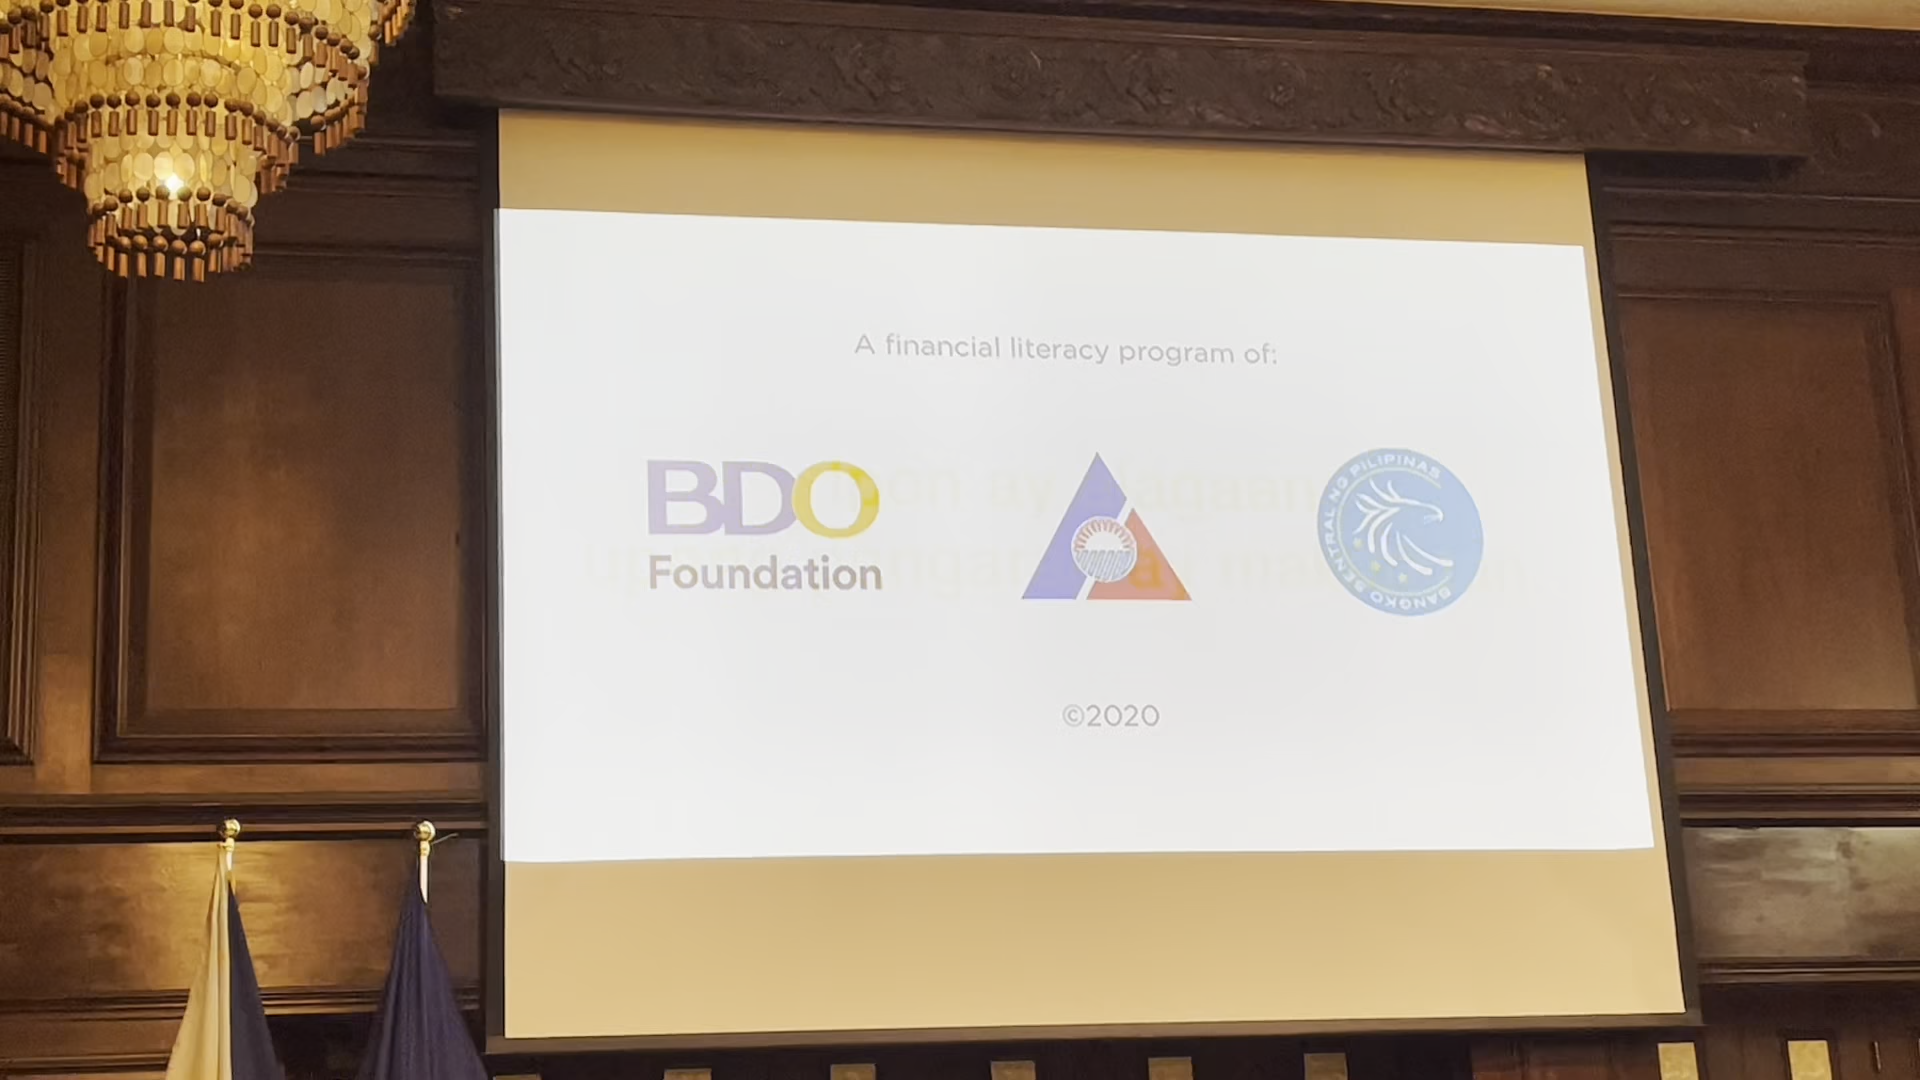 A financial literacy program of:
BDO
Foundation
BANGKO SENTRAL NG PILIPINAS
©2020